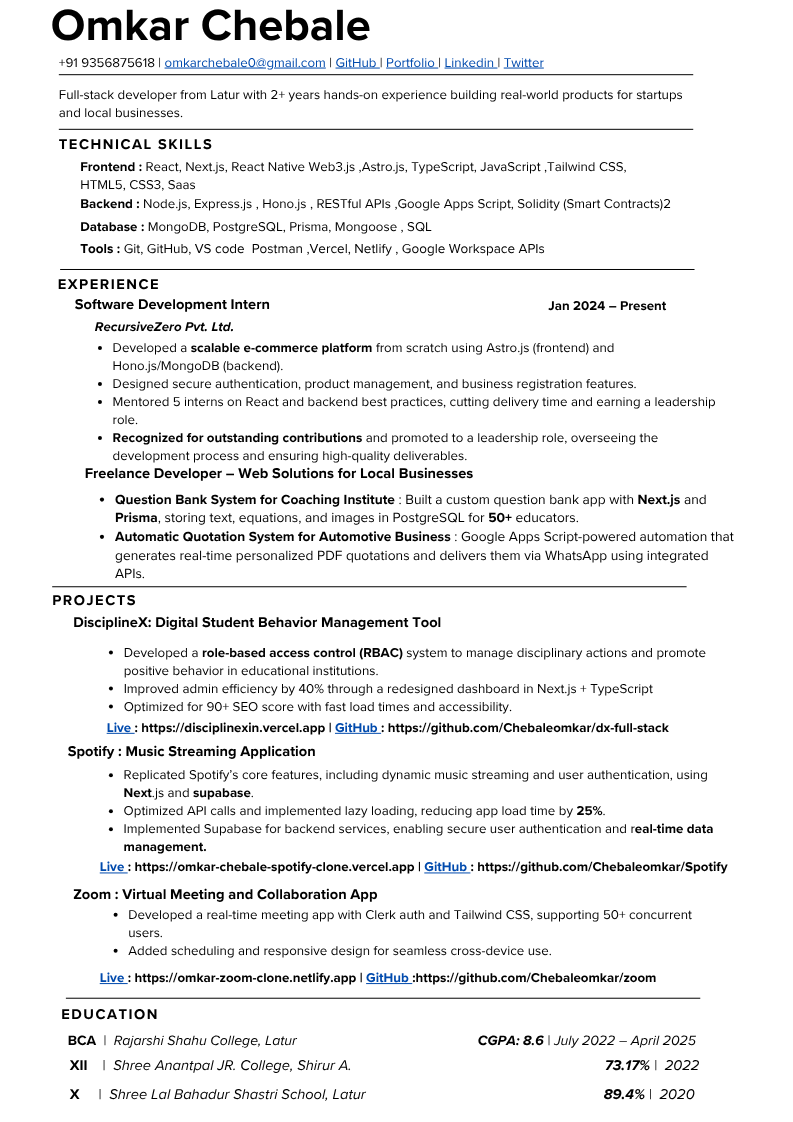 Omkar Chebale
+91 9356875618 | omkarchebale0@gmail.com | GitHub | Portfolio | Linkedin | Twitter
Full-stack developer from Latur with 2+ years hands-on experience building real-world products for startups
and local businesses.
TECHNICAL SKILLS
Frontend : React, Next.js, React Native Web3.js ,Astro.js, TypeScript, JavaScript ,Tailwind CSS,
HTML5, CSS3, Saas
Backend : Node.js, Express.js , Hono.js , RESTful APIs ,Google Apps Script, Solidity (Smart Contracts)2
Database : MongoDB, PostgreSQL, Prisma, Mongoose , SQL
Tools : Git, GitHub, VS code  Postman ,Vercel, Netlify , Google Workspace APIs
EXPERIENCE
Software Development Intern Jan 2024 – Present
RecursiveZero Pvt. Ltd.
• Developed a scalable e-commerce platform from scratch using Astro.js (frontend) and
Hono.js/MongoDB (backend).
• Designed secure authentication, product management, and business registration features.
• Mentored 5 interns on React and backend best practices, cutting delivery time and earning a leadership
role.
• Recognized for outstanding contributions and promoted to a leadership role, overseeing the
development process and ensuring high-quality deliverables.
Freelance Developer – Web Solutions for Local Businesses
• Question Bank System for Coaching Institute : Built a custom question bank app with Next.js and
Prisma, storing text, equations, and images in PostgreSQL for 50+ educators.
• Automatic Quotation System for Automotive Business : Google Apps Script-powered automation that
generates real-time personalized PDF quotations and delivers them via WhatsApp using integrated
APIs.
PROJECTS
DisciplineX: Digital Student Behavior Management Tool
• Developed a role-based access control (RBAC) system to manage disciplinary actions and promote
positive behavior in educational institutions.
• Improved admin efficiency by 40% through a redesigned dashboard in Next.js + TypeScript
• Optimized for 90+ SEO score with fast load times and accessibility.
Live : https://disciplinexin.vercel.app | GitHub : https://github.com/Chebaleomkar/dx-full-stack
Spotify : Music Streaming Application
• Replicated Spotify’s core features, including dynamic music streaming and user authentication, using
Next.js and supabase.
• Optimized API calls and implemented lazy loading, reducing app load time by 25%.
• Implemented Supabase for backend services, enabling secure user authentication and real-time data
management.
Live : https://omkar-chebale-spotify-clone.vercel.app | GitHub : https://github.com/Chebaleomkar/Spotify
Zoom : Virtual Meeting and Collaboration App
• Developed a real-time meeting app with Clerk auth and Tailwind CSS, supporting 50+ concurrent
users.
• Added scheduling and responsive design for seamless cross-device use.
Live : https://omkar-zoom-clone.netlify.app | GitHub :https://github.com/Chebaleomkar/zoom
EDUCATION
BCA | Rajarshi Shahu College, Latur CGPA: 8.6 | July 2022 – April 2025
XII | Shree Anantpal JR. College, Shirur A. 73.17% | 2022
X | Shree Lal Bahadur Shastri School, Latur 89.4% | 2020